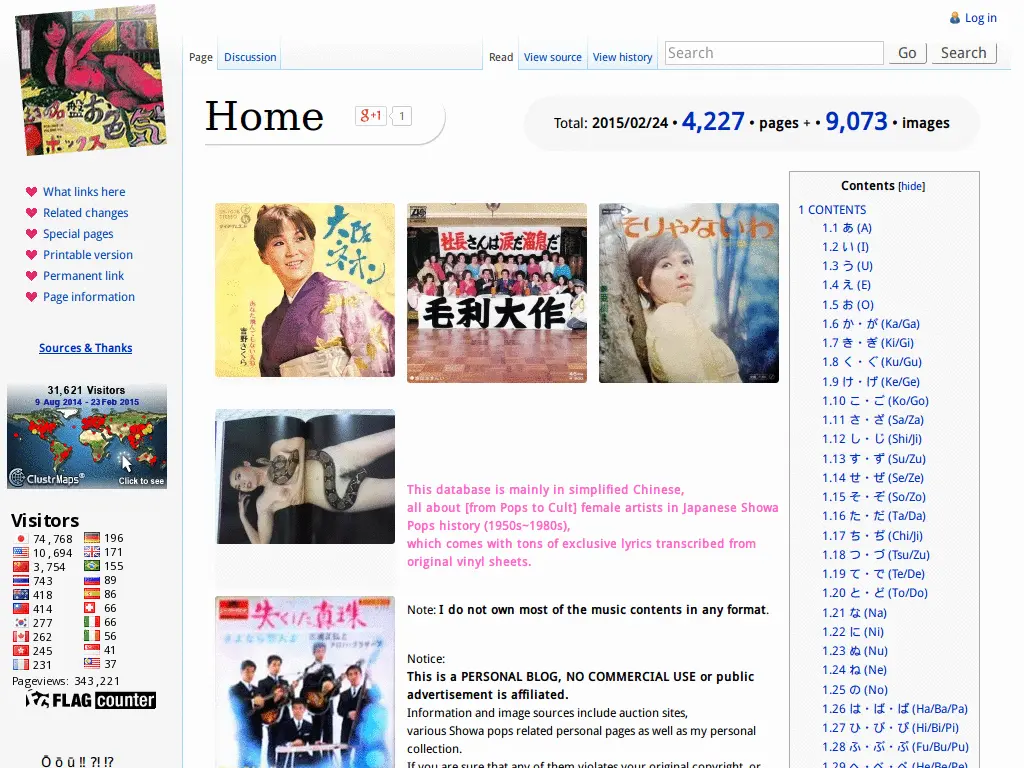 Log in
Page
Discussion
Read
View source
View history
Search
Go
Search
Home
g+1
1
Total: 2015/02/24 • 4,227 • pages + • 9,073 • images
What links here
Related changes
Special pages
Printable version
Permanent link
Page information
Sources & Thanks
31,621 Visitors
9 Aug 2014 - 23 Feb 2015
ClustrMaps®
Click to see
Visitors
74,768 196
10,694 171
3,754 155
743 89
418 86
414 66
277 66
262 56
245 41
231 37
Pageviews: 343,221
FLAG counter
Ō ō ū !! ?! !?
大阪
ネオン
吉野さくら
社長さんは涙だ溜息だ
毛利大作
そりゃないわ
This database is mainly in simplified Chinese,
all about [from Pops to Cult] female artists in Japanese Showa
Pops history (1950s~1980s),
which comes with tons of exclusive lyrics transcribed from
original vinyl sheets.
失くした真珠
Note: I do not own most of the music contents in any format.
Notice:
This is a PERSONAL BLOG, NO COMMERCIAL USE or public
advertisement is affiliated.
Information and image sources include auction sites,
various Showa pops related personal pages as well as my personal
collection.
If you are sure that any of them violates your original copyright, or
Contents [hide]
1 CONTENTS
1.1 あ (A)
1.2 い (I)
1.3 う (U)
1.4 え (E)
1.5 お (O)
1.6 か・が (Ka/Ga)
1.7 き・ぎ (Ki/Gi)
1.8 く・ぐ (Ku/Gu)
1.9 け・げ (Ke/Ge)
1.10 こ・ご (Ko/Go)
1.11 さ・ざ (Sa/Za)
1.12 し・じ (Shi/Ji)
1.13 す・ず (Su/Zu)
1.14 せ・ぜ (Se/Ze)
1.15 そ・ぞ (So/Zo)
1.16 た・だ (Ta/Da)
1.17 ち・ぢ (Chi/Ji)
1.18 つ・づ (Tsu/Zu)
1.19 て・で (Te/De)
1.20 と・ど (To/Do)
1.21 な (Na)
1.22 に (Ni)
1.23 ぬ (Nu)
1.24 ね (Ne)
1.25 の (No)
1.26 は・ば・ぱ (Ha/Ba/Pa)
1.27 ひ・び・ぴ (Hi/Bi/Pi)
1.28 ふ・ぶ・ぷ (Fu/Bu/Pu)
1.29 へ・べ・ぺ (He/Be/Pe)